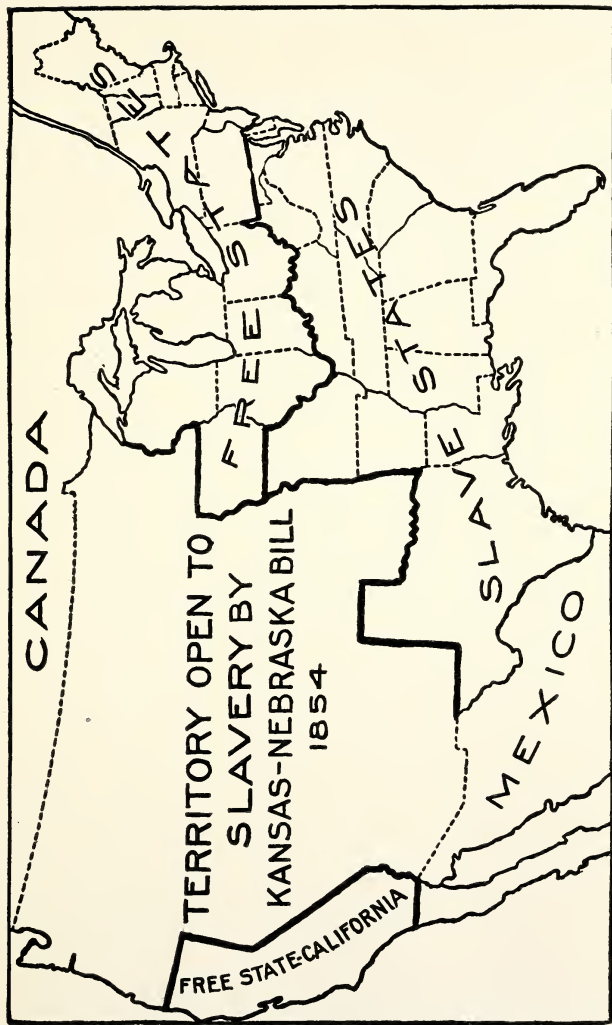 CANADA
FREE STATES
TERRITORY OPEN TO
SLAVERY BY
KANSAS-NEBRASKA BILL
1854
SLAVE STATES
MEXICO
FREE STATE-CALIFORNIA